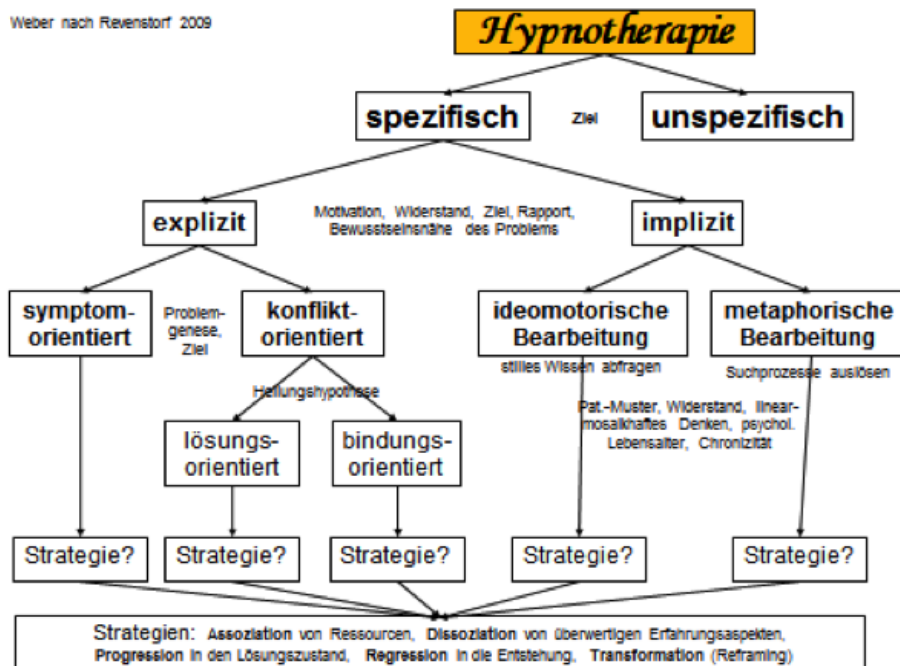 Weber nach Revenstorf 2009
Hypnotherapie
spezifisch
Ziel
unspezifisch
explizit
Motivation, Widerstand, Ziel, Rapport,
Bewusstseinsnähe des Problems
implizit
symptom-
orientiert
Problem-
genese,
Ziel
konflikt-
orientiert
ideomotorische
Bearbeitung
metaphorische
Bearbeitung
stilles Wissen abfragen
Suchprozesse auslösen
Heilungshypothese
Pat.-Muster, Widerstand, linear-
mosaikhaftes Denken, psychol.
Lebensalter, Chronizität
lösungs-
orientiert
bindungs-
orientiert
Strategie?
Strategie?
Strategie?
Strategie?
Strategie?
Strategien: Assoziation von Ressourcen, Dissoziation von überwertigen Erfahrungsaspekten,
Progression in den Lösungszustand, Regression in die Entstehung, Transformation (Reframing)